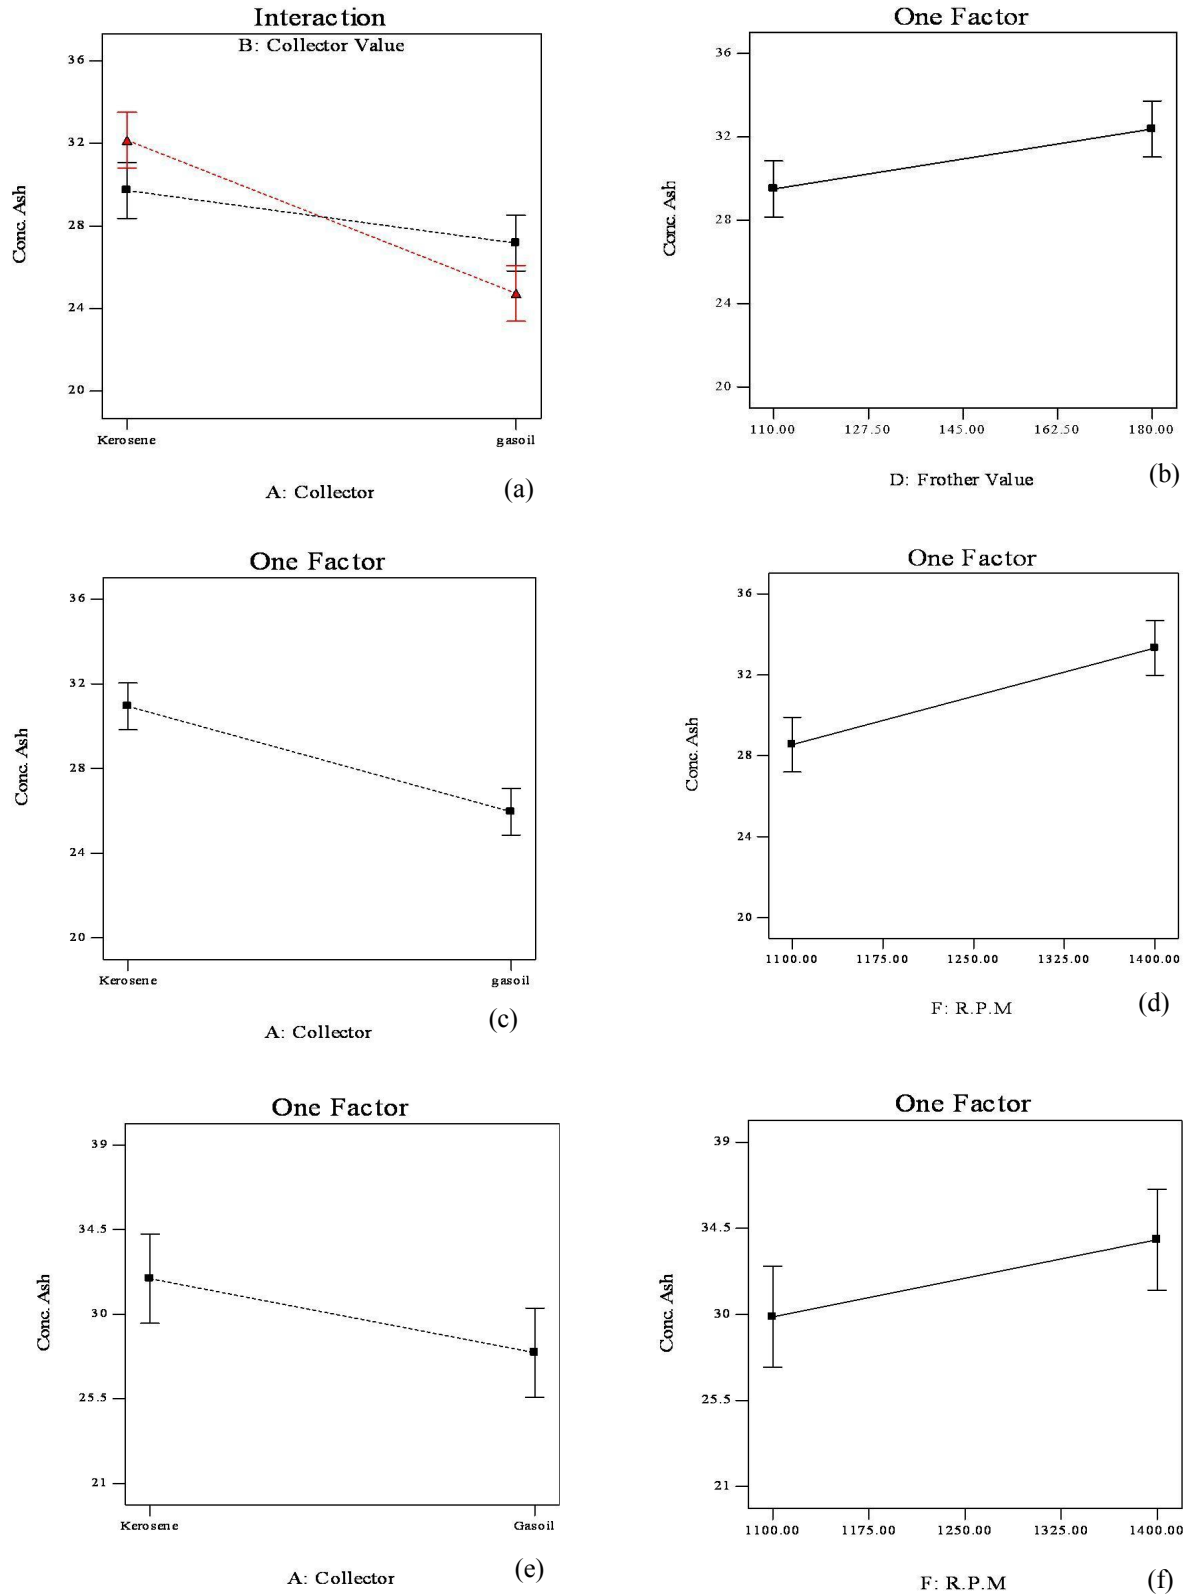 Interaction
B: Collector Value
36
32
28
24
20
Conc. Ash
Kerosene
gasoil
A: Collector
(a)
One Factor
36
32
28
24
20
Conc. Ash
110.00
127.50
145.00
162.50
180.00
D: Frother Value
(b)
One Factor
36
32
28
24
20
Conc. Ash
Kerosene
gasoil
A: Collector
(c)
One Factor
36
32
28
24
20
Conc. Ash
1100.00
1175.00
1250.00
1325.00
1400.00
F: R.P.M
(d)
One Factor
39
34.5
30
25.5
21
Conc. Ash
Kerosene
Gasoil
A: Collector
(e)
One Factor
39
34.5
30
25.5
21
Conc. Ash
1100.00
1175.00
1250.00
1325.00
1400.00
F: R.P.M
(f)